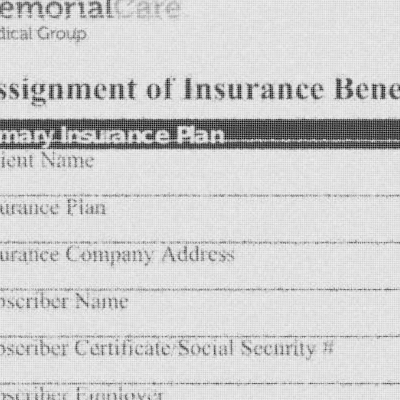 emorialCare
dical Group
ssignment of Insurance Bene
mary Insurance Plan
ient Name
urance Plan
urance Company Address
bscriber Name
bscriber Certificate/Social Security #
bscriber Employer